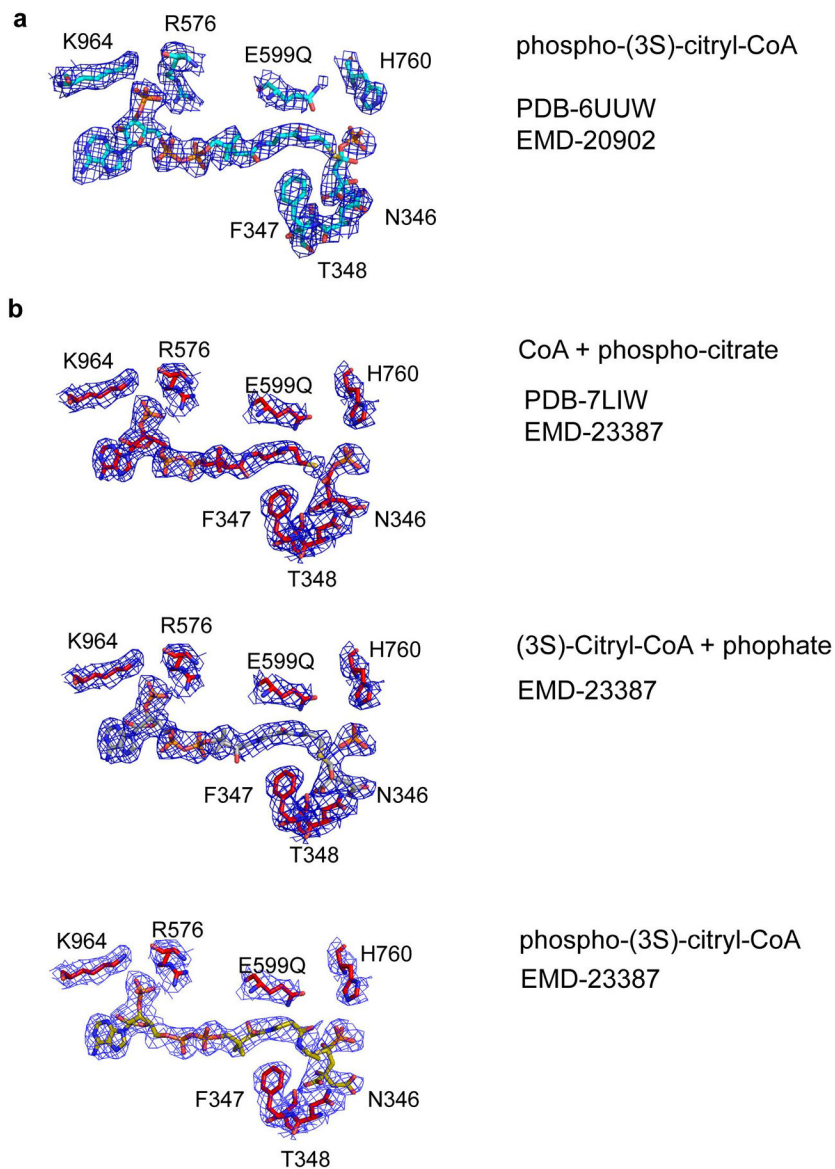 a
K964
R576
E599Q
H760
phospho-(3S)-citryl-CoA
PDB-6UUW
EMD-20902
F347
N346
T348
b
K964
R576
E599Q
H760
CoA + phospho-citrate
PDB-7LIW
EMD-23387
F347
N346
T348
K964
R576
E599Q
H760
(3S)-Citryl-CoA + phophate
EMD-23387
F347
N346
T348
K964
R576
E599Q
H760
phospho-(3S)-citryl-CoA
EMD-23387
F347
N346
T348